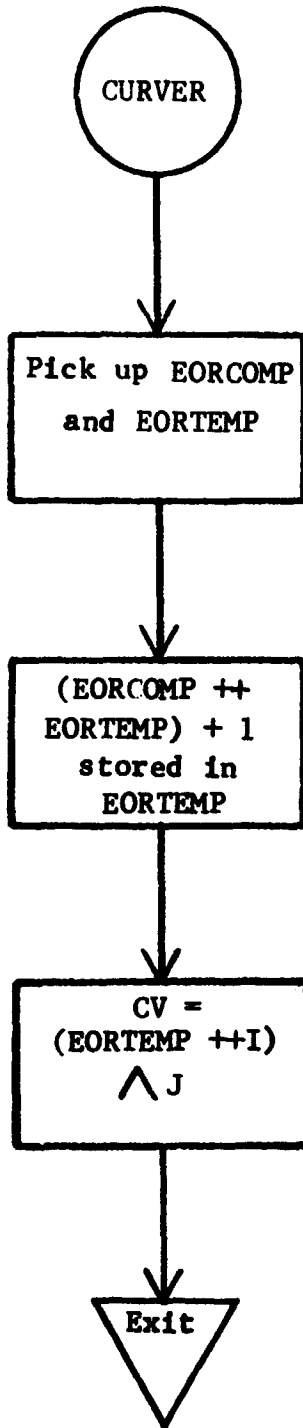 CURVER
Pick up EORCOMP
and EORTEMP
(EORCOMP ++
EORTEMP) + 1
stored in
EORTEMP
CV =
(EORTEMP ++I)
∧ J
Exit